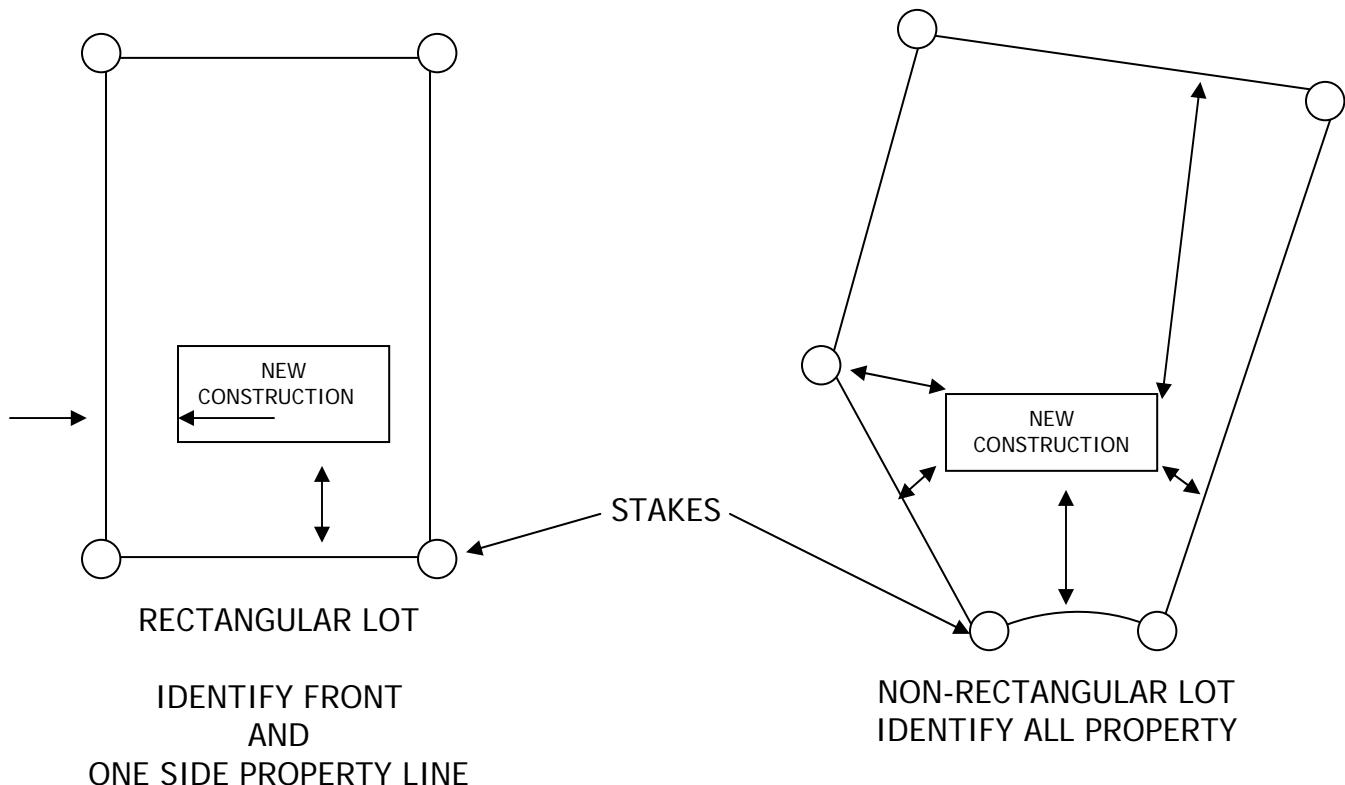 NEW
CONSTRUCTION
NEW
CONSTRUCTION
STAKES
RECTANGULAR LOT
IDENTIFY FRONT
AND
ONE SIDE PROPERTY LINE
NON-RECTANGULAR LOT
IDENTIFY ALL PROPERTY